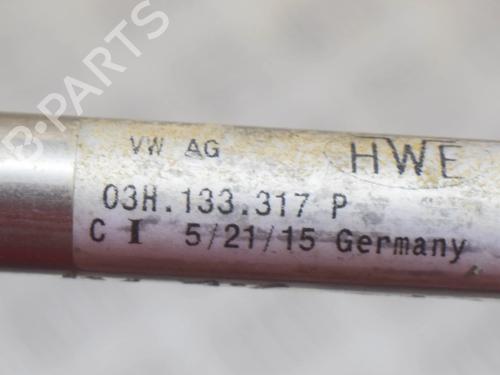 B-PARTS
VW AG
HWE
03H.133.317 P
C I 5/21/15 Germany